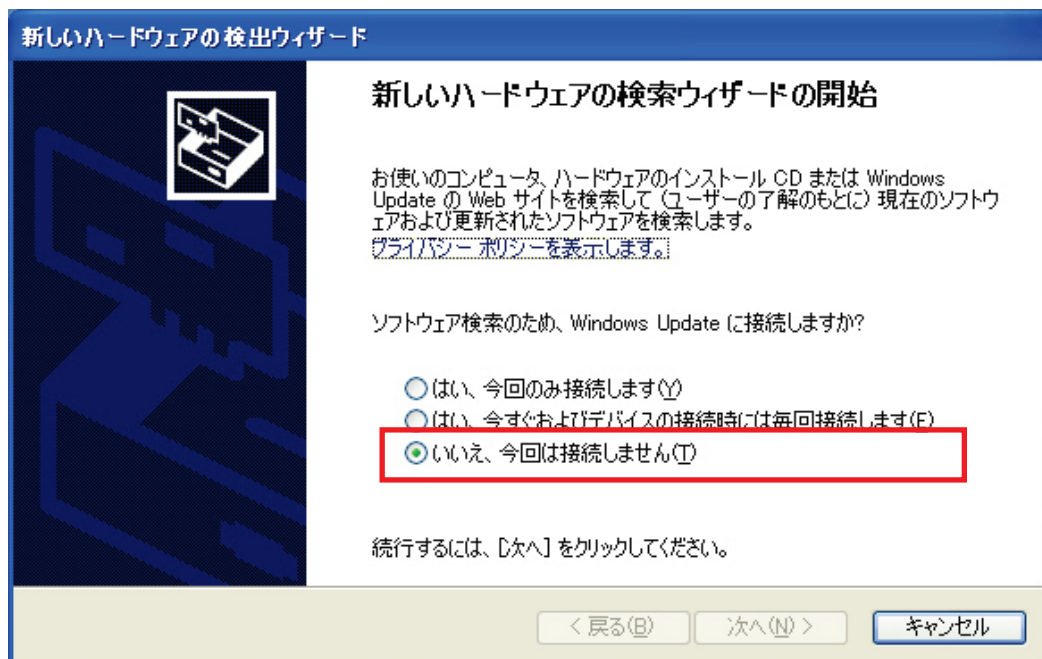 新しいハードウェアの検出ウィザード
新しいハードウェアの検索ウィザードの開始
お使いのコンピュータ、ハードウェアのインストール CD または Windows
Update の Web サイトを検索して (ユーザーの了解のもとに) 現在のソフトウ
ェアおよび更新されたソフトウェアを検索します。
プライバシー ポリシーを表示します。
ソフトウェア検索のため、Windows Update に接続しますか?
はい、今回のみ接続します(Y)
はい、今すぐおよびデバイスの接続時には毎回接続します(E)
いいえ、今回は接続しません(T)
続行するには、[次へ] をクリックしてください。
< 戻る(B)
次へ(N) >
キャンセル